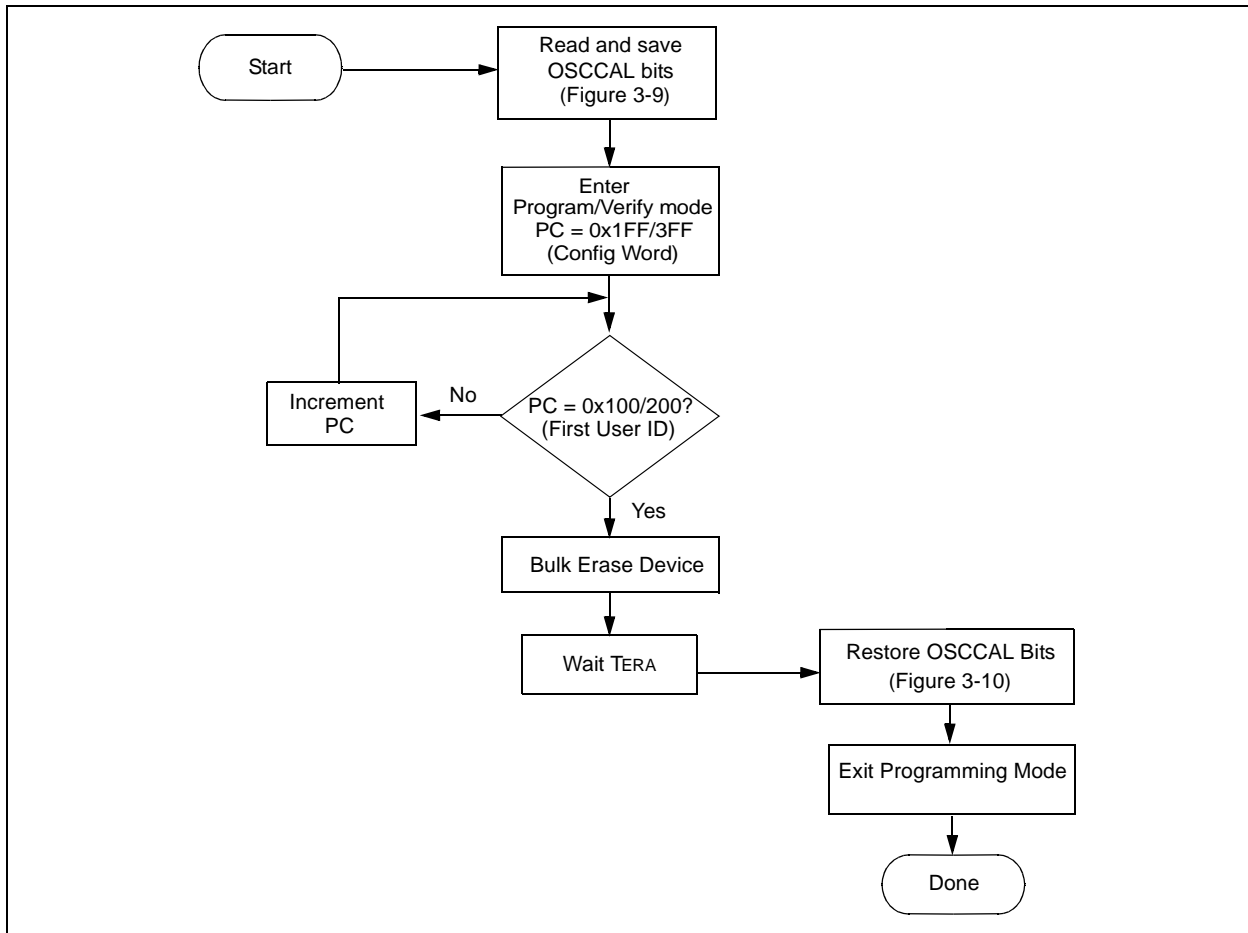 Start
Read and save
OSCCAL bits
(Figure 3-9)
Enter
Program/Verify mode
PC = 0x1FF/3FF
(Config Word)
No
Increment
PC
PC = 0x100/200?
(First User ID)
Yes
Bulk Erase Device
Wait TERA
Restore OSCCAL Bits
(Figure 3-10)
Exit Programming Mode
Done